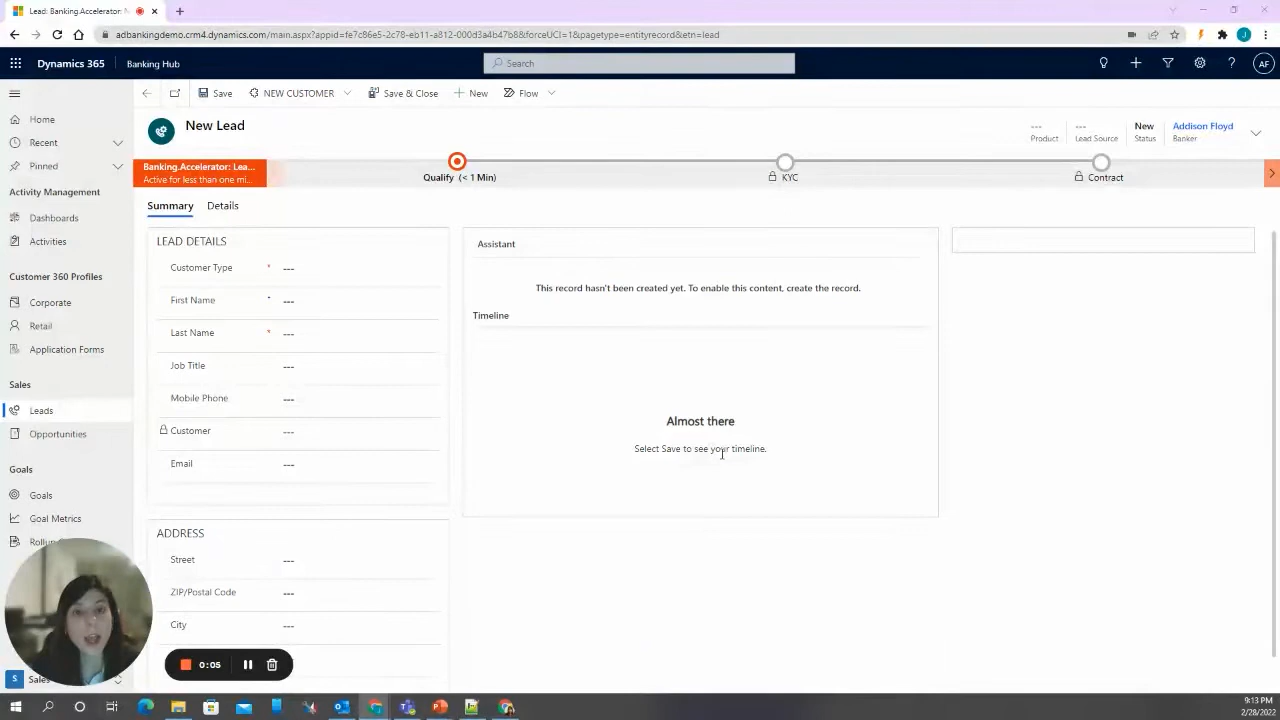 Lead: Banking.Accelerator:
adbankingdemo.crm4.dynamics.com/main.aspx?appid=fe7c86e5-2c78-eb11-a812-000d3a4b47b8&forceUCI=1&pagetype=entityrecord&etn=lead
Dynamics 365
Banking Hub
Search
AF
Save
NEW CUSTOMER
Save & Close
New
Flow
New Lead
---
Product
---
Lead Source
New
Status
Addison Floyd
Banker
Banking.Accelerator: Lea...
Active for less than one mi...
Qualify (< 1 Min)
KYC
Contract
Home
Recent
Pinned
Activity Management
Dashboards
Activities
Customer 360 Profiles
Corporate
Retail
Application Forms
Sales
Leads
Opportunities
Goals
Goals
Goal Metrics
Rollup
S
Sales
Summary
Details
LEAD DETAILS
Customer Type * ---
First Name * ---
Last Name * ---
Job Title ---
Mobile Phone ---
Customer ---
Email ---
ADDRESS
Street ---
ZIP/Postal Code ---
City ---
Assistant
This record hasn't been created yet. To enable this content, create the record.
Timeline
Almost there
Select Save to see your timeline.
0:05
9:13 PM
2/28/2022